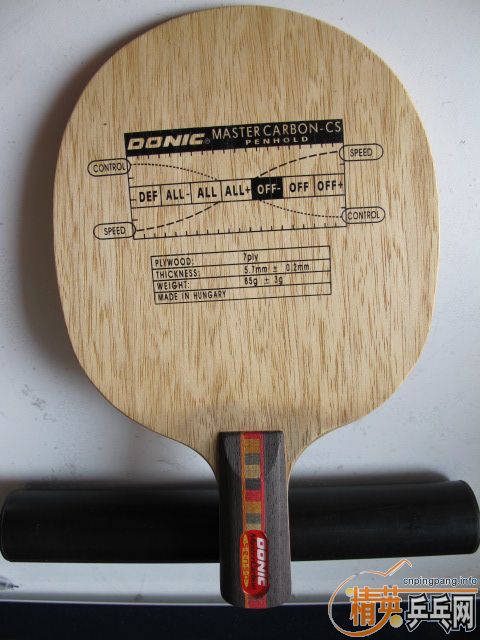 DONIC® MASTER CARBON-CS
PENHOLD
CONTROL
SPEED
DEF ALL- ALL ALL+ OFF- OFF OFF+
SPEED
CONTROL
PLYWOOD: 7ply
THICKNESS: 5.7mm ± 0.2mm
WEIGHT: 85g ± 3g
MADE IN HUNGARY
DONIC
cnpingpang.info
精英乒乓网